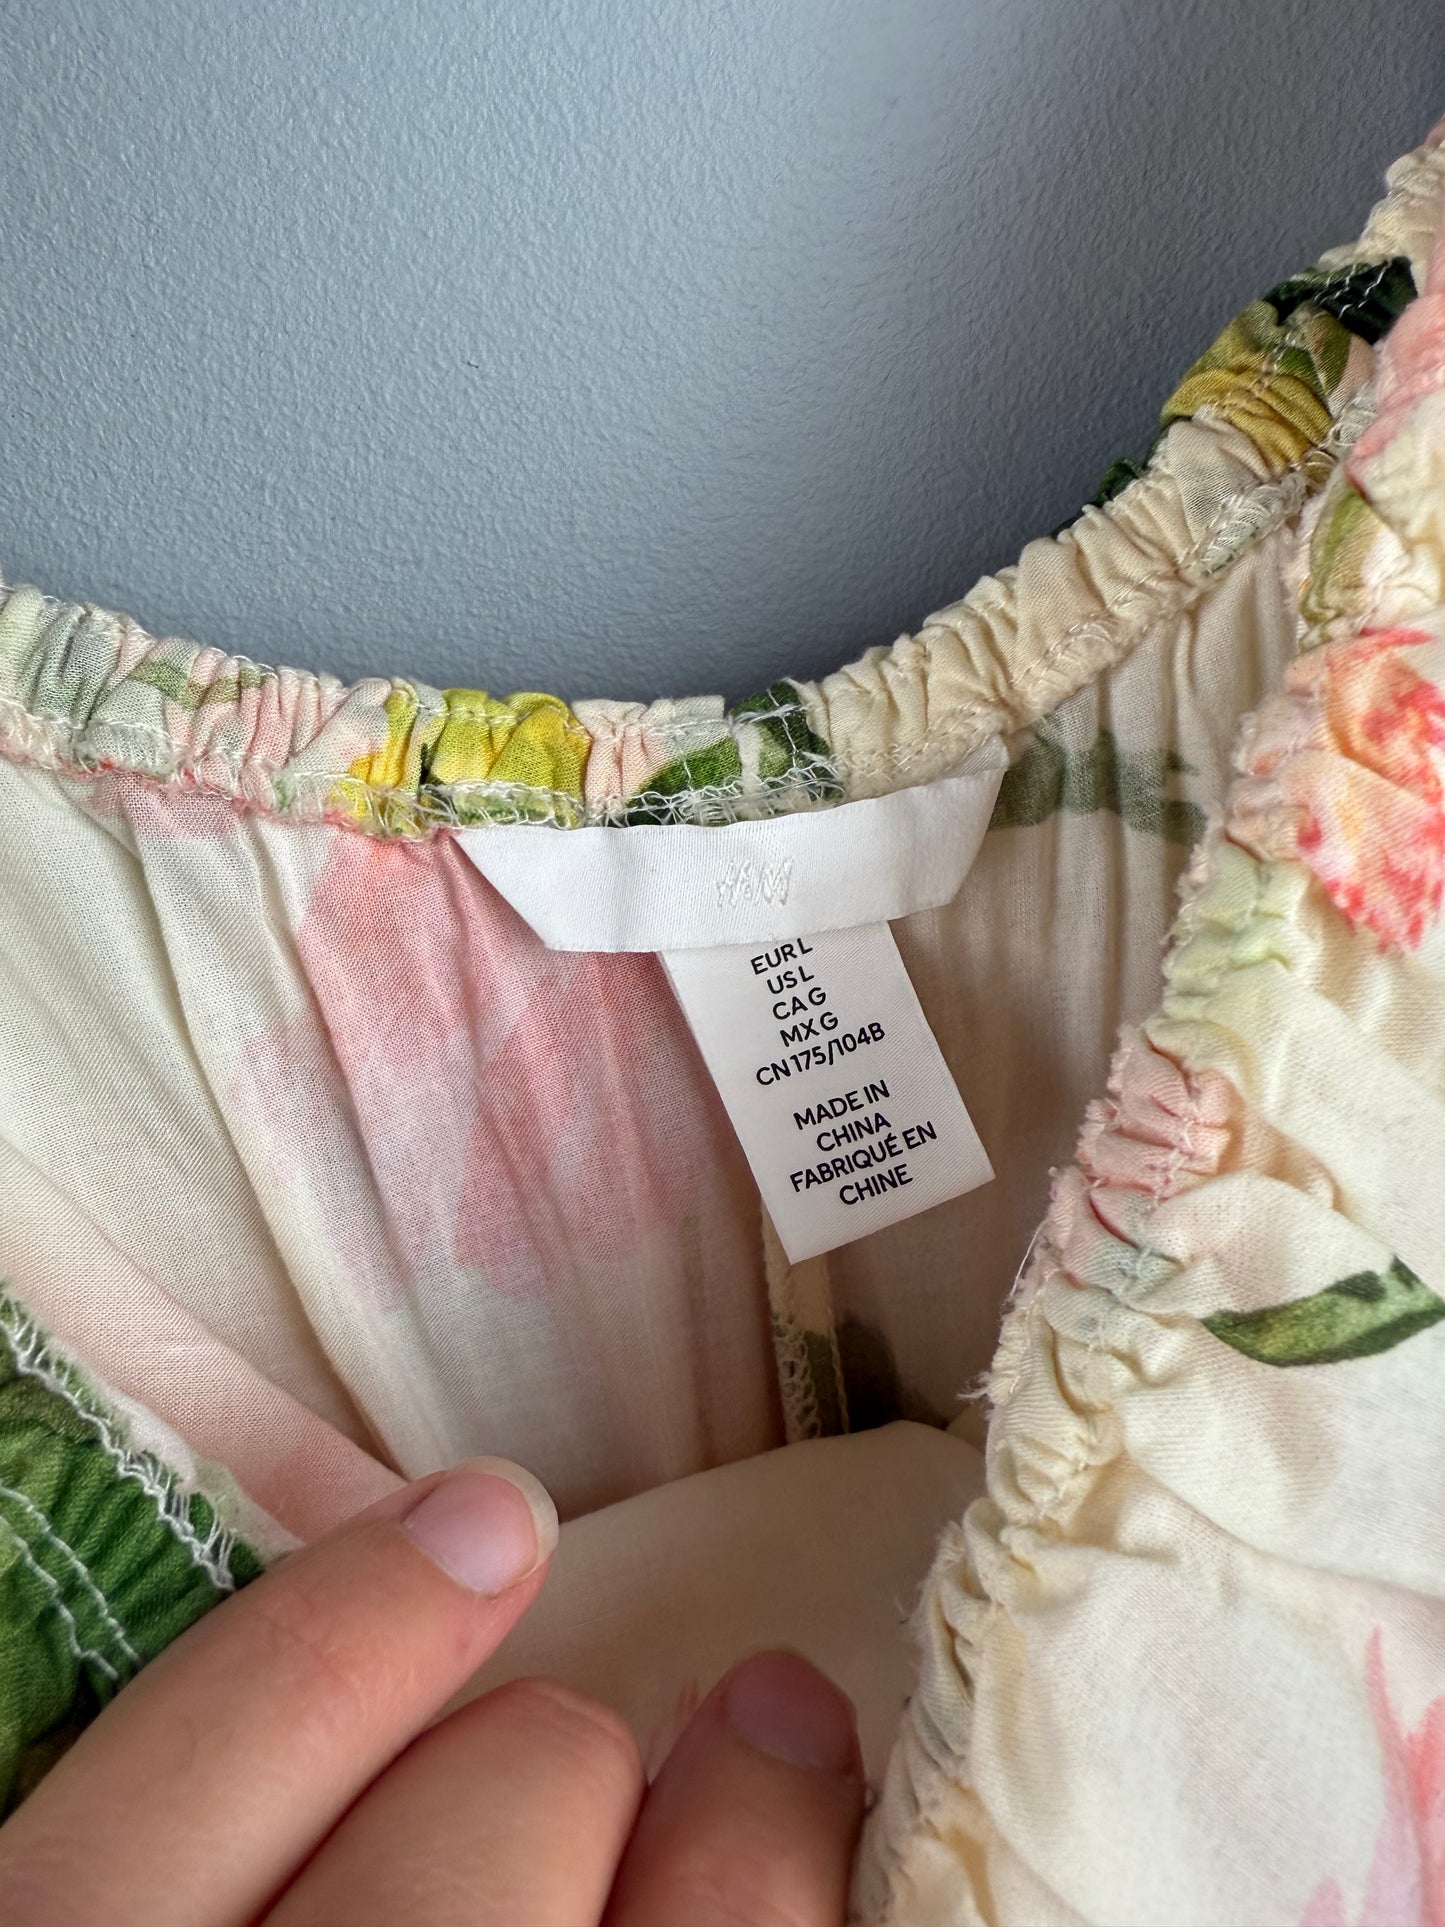 H&M
EUR L
US L
CA G
MX G
CN 175/104B
MADE IN
CHINA
FABRIQUÉ EN
CHINE